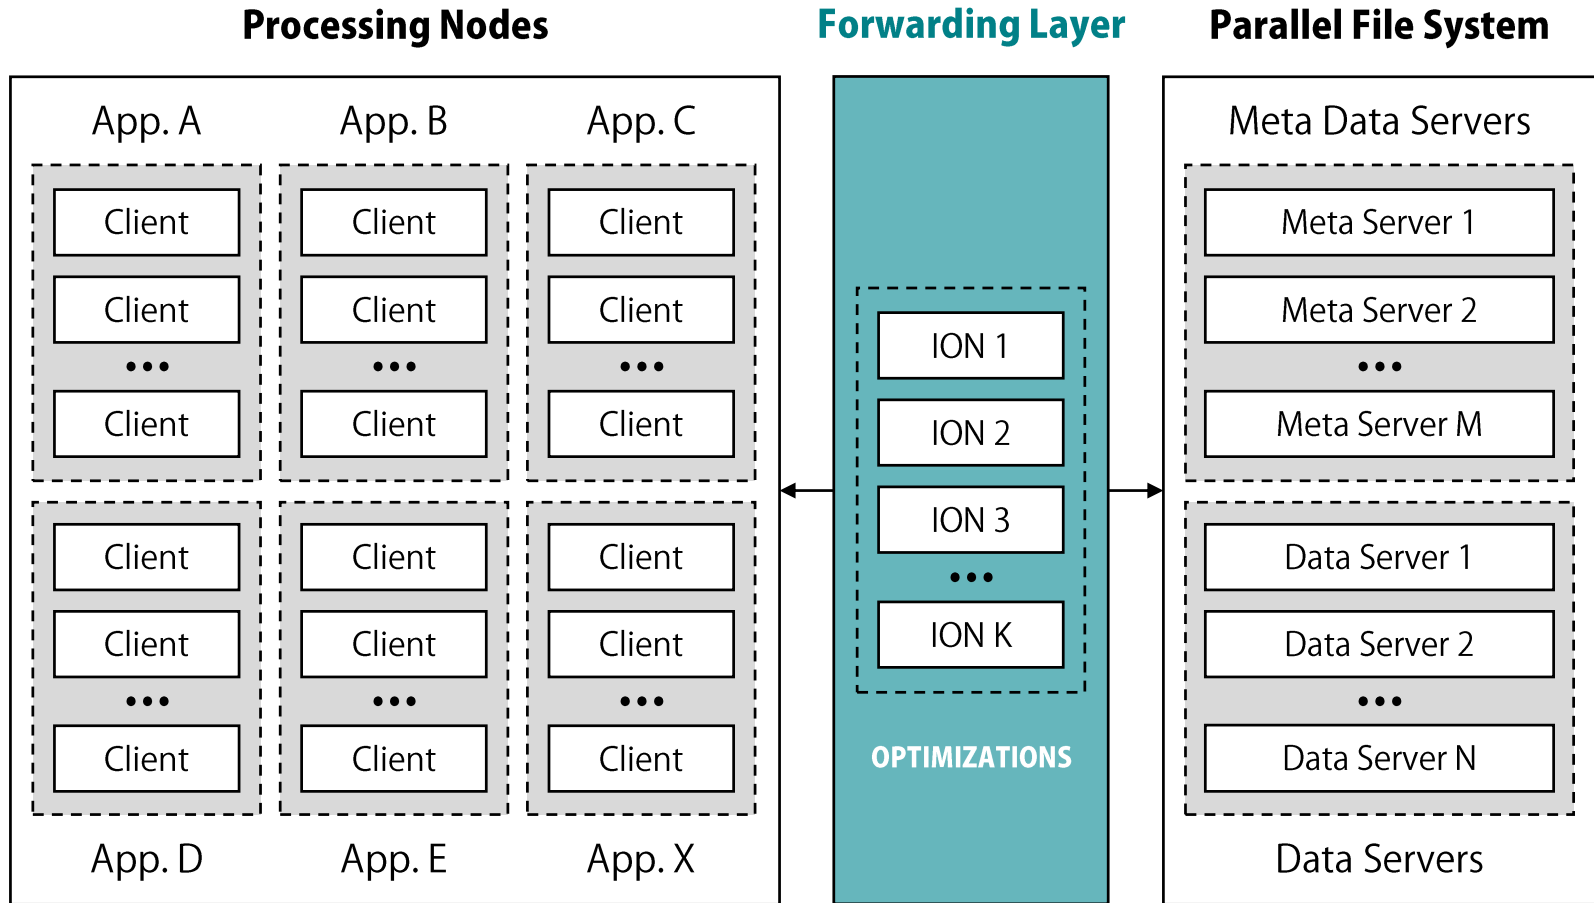 Processing Nodes
Forwarding Layer
Parallel File System
App. A
App. B
App. C
Client
Client
Client
Client
Client
Client
•••
•••
•••
Client
Client
Client
Client
Client
Client
Client
Client
Client
•••
•••
•••
Client
Client
Client
App. D
App. E
App. X
ION 1
ION 2
ION 3
•••
ION K
OPTIMIZATIONS
Meta Data Servers
Meta Server 1
Meta Server 2
•••
Meta Server M
Data Server 1
Data Server 2
•••
Data Server N
Data Servers